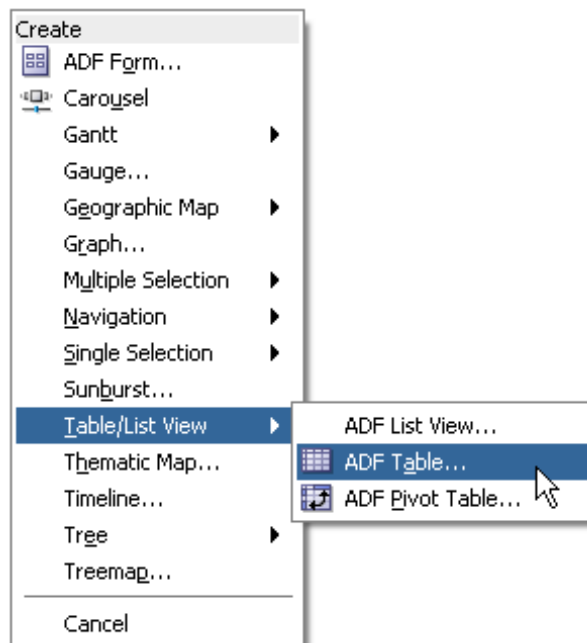 Create
ADF Form...
Carousel
Gantt
Gauge...
Geographic Map
Graph...
Multiple Selection
Navigation
Single Selection
Sunburst...
Table/List View
ADF List View...
Thematic Map...
ADF Table...
Timeline...
ADF Pivot Table...
Tree
Treemap...
Cancel